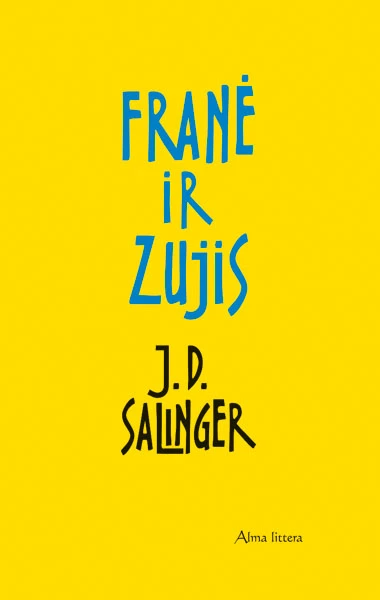 FRANĖ
iR
Zujis
J.D.
SALINGER
Alma littera